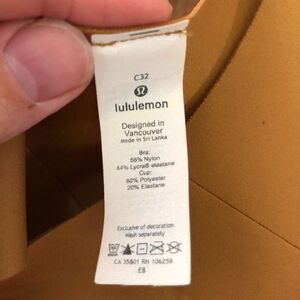 C32
lululemon
Designed in
Vancouver
Made in Sri Lanka
Bra:
56% Nylon
44% Lycra® elastane
Cup:
80% Polyester
20% Elastane
Exclusive of decoration
Wash separately
CA 35801 RN 106259
E8